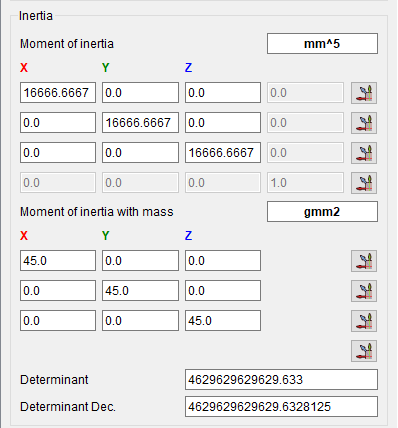 Inertia
Moment of inertia mm^5
X Y Z
16666.6667 0.0 0.0 0.0
0.0 16666.6667 0.0 0.0
0.0 0.0 16666.6667 0.0
0.0 0.0 0.0 1.0
Moment of inertia with mass gmm2
X Y Z
45.0 0.0 0.0
0.0 45.0 0.0
0.0 0.0 45.0
Determinant 4629629629629.633
Determinant Dec. 4629629629629.6328125